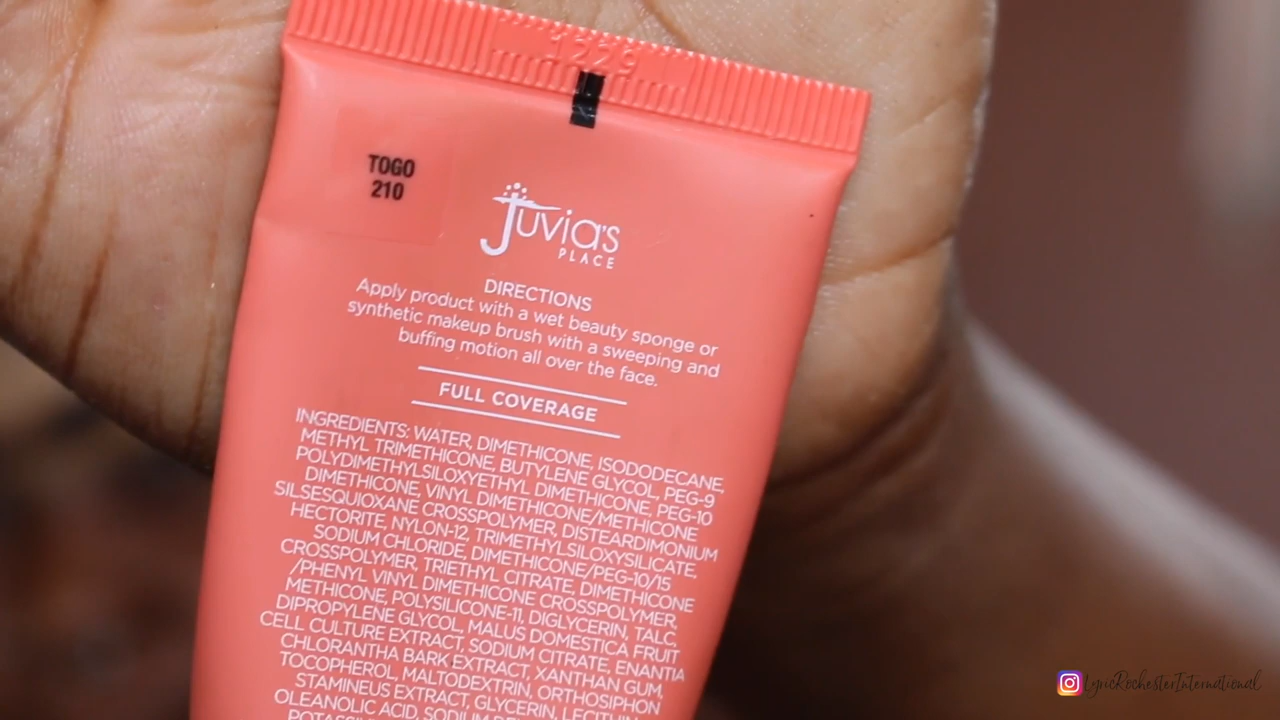 1229
TOGO
210
JUVIA'S
PLACE
DIRECTIONS
Apply product with a wet beauty sponge or
synthetic makeup brush with a sweeping and
buffing motion all over the face.
FULL COVERAGE
INGREDIENTS: WATER, DIMETHICONE, ISODODECANE,
METHYL TRIMETHICONE, BUTYLENE GLYCOL, PEG-9
POLYDIMETHYLSILOXYETHYL DIMETHICONE, PEG-10
DIMETHICONE, VINYL DIMETHICONE/METHICONE
SILSESQUIOXANE CROSSPOLYMER, DISTEARDIMONIUM
HECTORITE, NYLON-12, TRIMETHYLSILOXYSILICATE,
SODIUM CHLORIDE, DIMETHICONE/PEG-10/15
CROSSPOLYMER, TRIETHYL CITRATE, DIMETHICONE
/PHENYL VINYL DIMETHICONE CROSSPOLYMER,
METHICONE, POLYSILICONE-11, DIGLYCERIN, TALC,
DIPROPYLENE GLYCOL, MALUS DOMESTICA FRUIT
CELL CULTURE EXTRACT, SODIUM CITRATE, ENANTIA
CHLORANTHA BARK EXTRACT, XANTHAN GUM,
TOCOPHEROL, MALTODEXTRIN, ORTHOSIPHON
STAMINEUS EXTRACT, GLYCERIN, LECITHIN,
OLEANOLIC ACID, SODIUM
LyricRochesterInternational